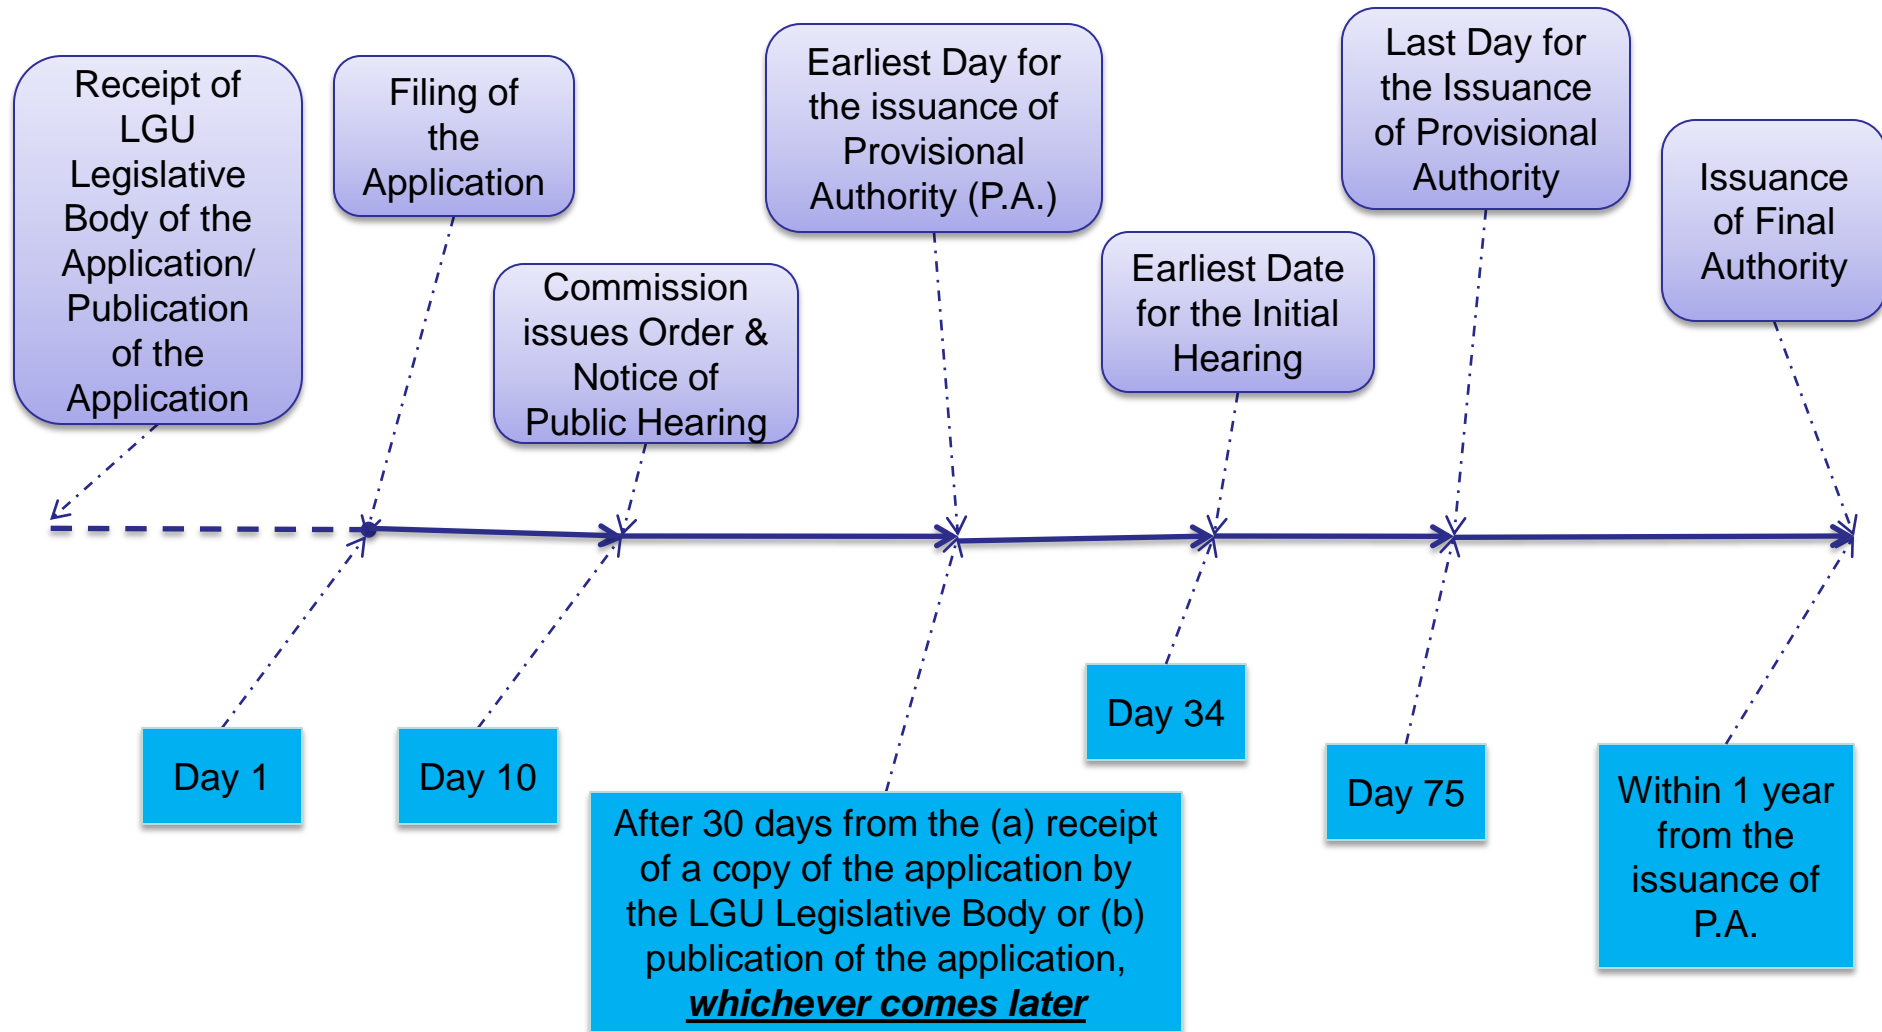 Receipt of
LGU
Legislative
Body of the
Application/
Publication
of the
Application
Filing of
the
Application
Commission
issues Order &
Notice of
Public Hearing
Earliest Day for
the issuance of
Provisional
Authority (P.A.)
Earliest Date
for the Initial
Hearing
Last Day for
the Issuance
of Provisional
Authority
Issuance
of Final
Authority
Day 1
Day 10
After 30 days from the (a) receipt
of a copy of the application by
the LGU Legislative Body or (b)
publication of the application,
whichever comes later
Day 34
Day 75
Within 1 year
from the
issuance of
P.A.